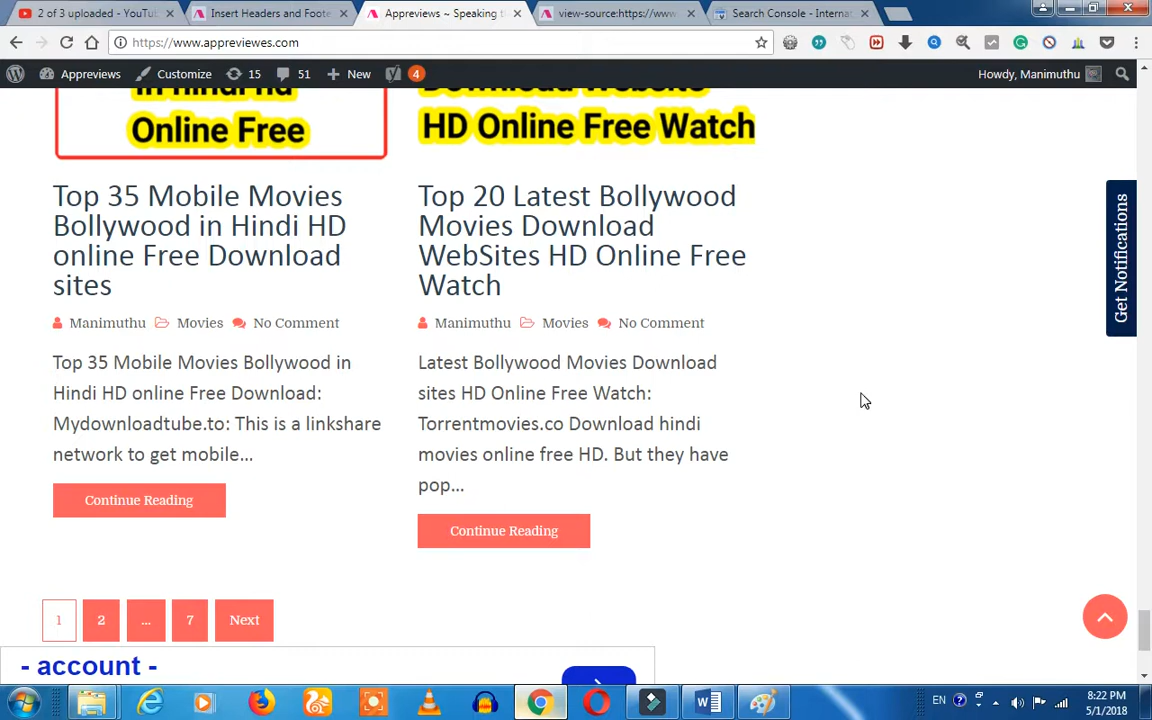 2 of 3 uploaded - YouTu
Insert Headers and Foote
Appreviews ~ Speaking th
view-source:https://www
Search Console - Internat
https://www.appreviewes.com
Appreviews
Customize
15
51
New
4
Howdy, Manimuthu
in hindi hd
Online Free
Download Website
HD Online Free Watch
Get Notifications
Top 35 Mobile Movies
Bollywood in Hindi HD
online Free Download
sites
Manimuthu Movies No Comment
Top 35 Mobile Movies Bollywood in
Hindi HD online Free Download:
Mydownloadtube.to: This is a linkshare
network to get mobile...
Continue Reading
Top 20 Latest Bollywood
Movies Download
WebSites HD Online Free
Watch
Manimuthu Movies No Comment
Latest Bollywood Movies Download
sites HD Online Free Watch:
Torrentmovies.co Download hindi
movies online free HD. But they have
pop...
Continue Reading
1 2 ... 7 Next
- account -
EN
8:22 PM
5/1/2018